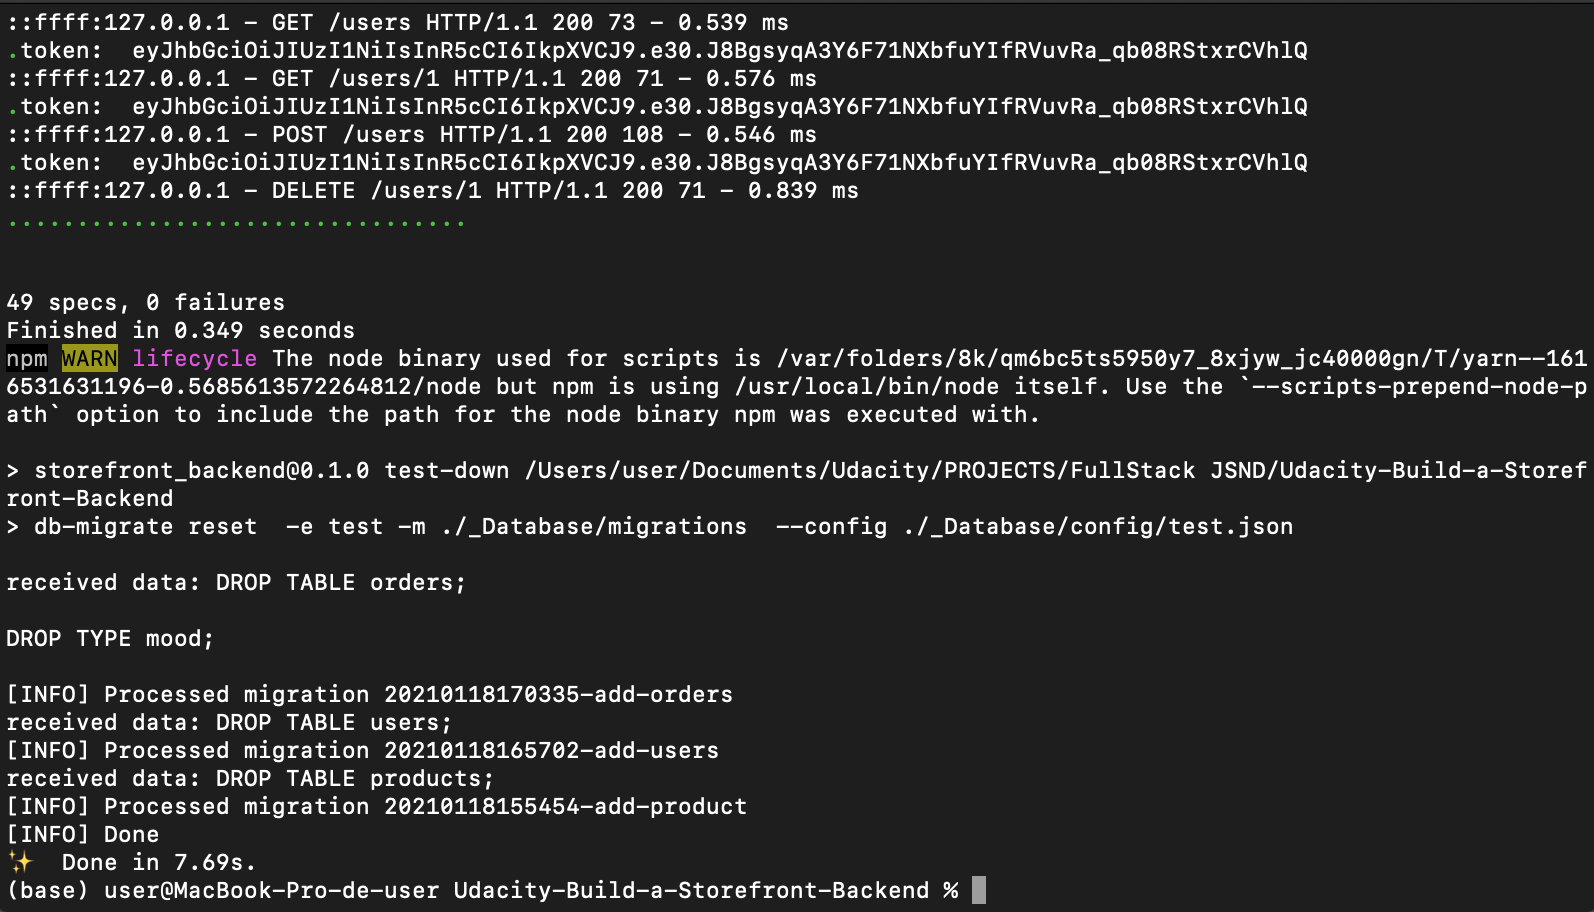 ::ffff:127.0.0.1 - GET /users HTTP/1.1 200 73 - 0.539 ms
.token:  eyJhbGciOiJIUzI1NiIsInR5cCI6IkpXVCJ9.e30.J8BgsyqA3Y6F71NXbfuYIfRVuvRa_qb08RStxrCVhlQ
::ffff:127.0.0.1 - GET /users/1 HTTP/1.1 200 71 - 0.576 ms
.token:  eyJhbGciOiJIUzI1NiIsInR5cCI6IkpXVCJ9.e30.J8BgsyqA3Y6F71NXbfuYIfRVuvRa_qb08RStxrCVhlQ
::ffff:127.0.0.1 - POST /users HTTP/1.1 200 108 - 0.546 ms
.token:  eyJhbGciOiJIUzI1NiIsInR5cCI6IkpXVCJ9.e30.J8BgsyqA3Y6F71NXbfuYIfRVuvRa_qb08RStxrCVhlQ
::ffff:127.0.0.1 - DELETE /users/1 HTTP/1.1 200 71 - 0.839 ms
.................................
49 specs, 0 failures
Finished in 0.349 seconds
npm WARN lifecycle The node binary used for scripts is /var/folders/8k/qm6bc5ts5950y7_8xjyw_jc40000gn/T/yarn--161
6531631196-0.5685613572264812/node but npm is using /usr/local/bin/node itself. Use the `--scripts-prepend-node-p
ath` option to include the path for the node binary npm was executed with.
> storefront_backend@0.1.0 test-down /Users/user/Documents/Udacity/PROJECTS/FullStack JSND/Udacity-Build-a-Storef
ront-Backend
> db-migrate reset  -e test -m ./_Database/migrations  --config ./_Database/config/test.json
received data: DROP TABLE orders;
DROP TYPE mood;
[INFO] Processed migration 20210118170335-add-orders
received data: DROP TABLE users;
[INFO] Processed migration 20210118165702-add-users
received data: DROP TABLE products;
[INFO] Processed migration 20210118155454-add-product
[INFO] Done
✨  Done in 7.69s.
(base) user@MacBook-Pro-de-user Udacity-Build-a-Storefront-Backend %